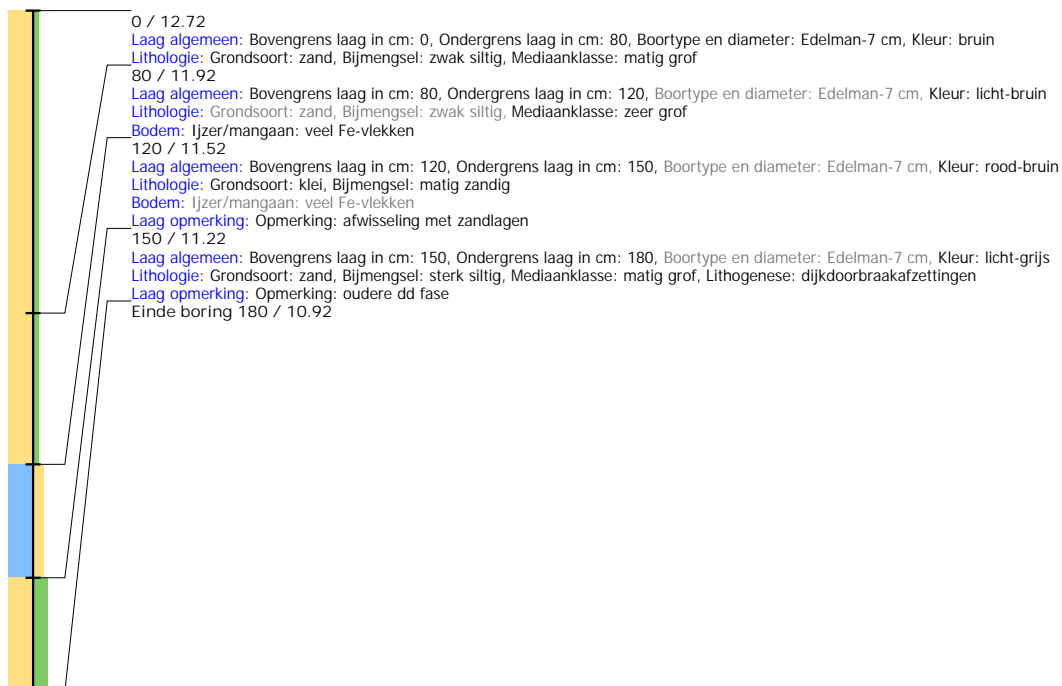 0 / 12.72
Laag algemeen: Bovengrens laag in cm: 0, Ondergrens laag in cm: 80, Boortype en diameter: Edelman-7 cm, Kleur: bruin
Lithologie: Grondsoort: zand, Bijmengsel: zwak siltig, Mediaanklasse: matig grof
80 / 11.92
Laag algemeen: Bovengrens laag in cm: 80, Ondergrens laag in cm: 120, Boortype en diameter: Edelman-7 cm, Kleur: licht-bruin
Lithologie: Grondsoort: zand, Bijmengsel: zwak siltig, Mediaanklasse: zeer grof
Bodem: Ijzer/mangaan: veel Fe-vlekken
120 / 11.52
Laag algemeen: Bovengrens laag in cm: 120, Ondergrens laag in cm: 150, Boortype en diameter: Edelman-7 cm, Kleur: rood-bruin
Lithologie: Grondsoort: klei, Bijmengsel: matig zandig
Bodem: Ijzer/mangaan: veel Fe-vlekken
Laag opmerking: Opmerking: afwisseling met zandlagen
150 / 11.22
Laag algemeen: Bovengrens laag in cm: 150, Ondergrens laag in cm: 180, Boortype en diameter: Edelman-7 cm, Kleur: licht-grijs
Lithologie: Grondsoort: zand, Bijmengsel: sterk siltig, Mediaanklasse: matig grof, Lithogenese: dijkdoorbraakafzettingen
Laag opmerking: Opmerking: oudere dd fase
Einde boring 180 / 10.92